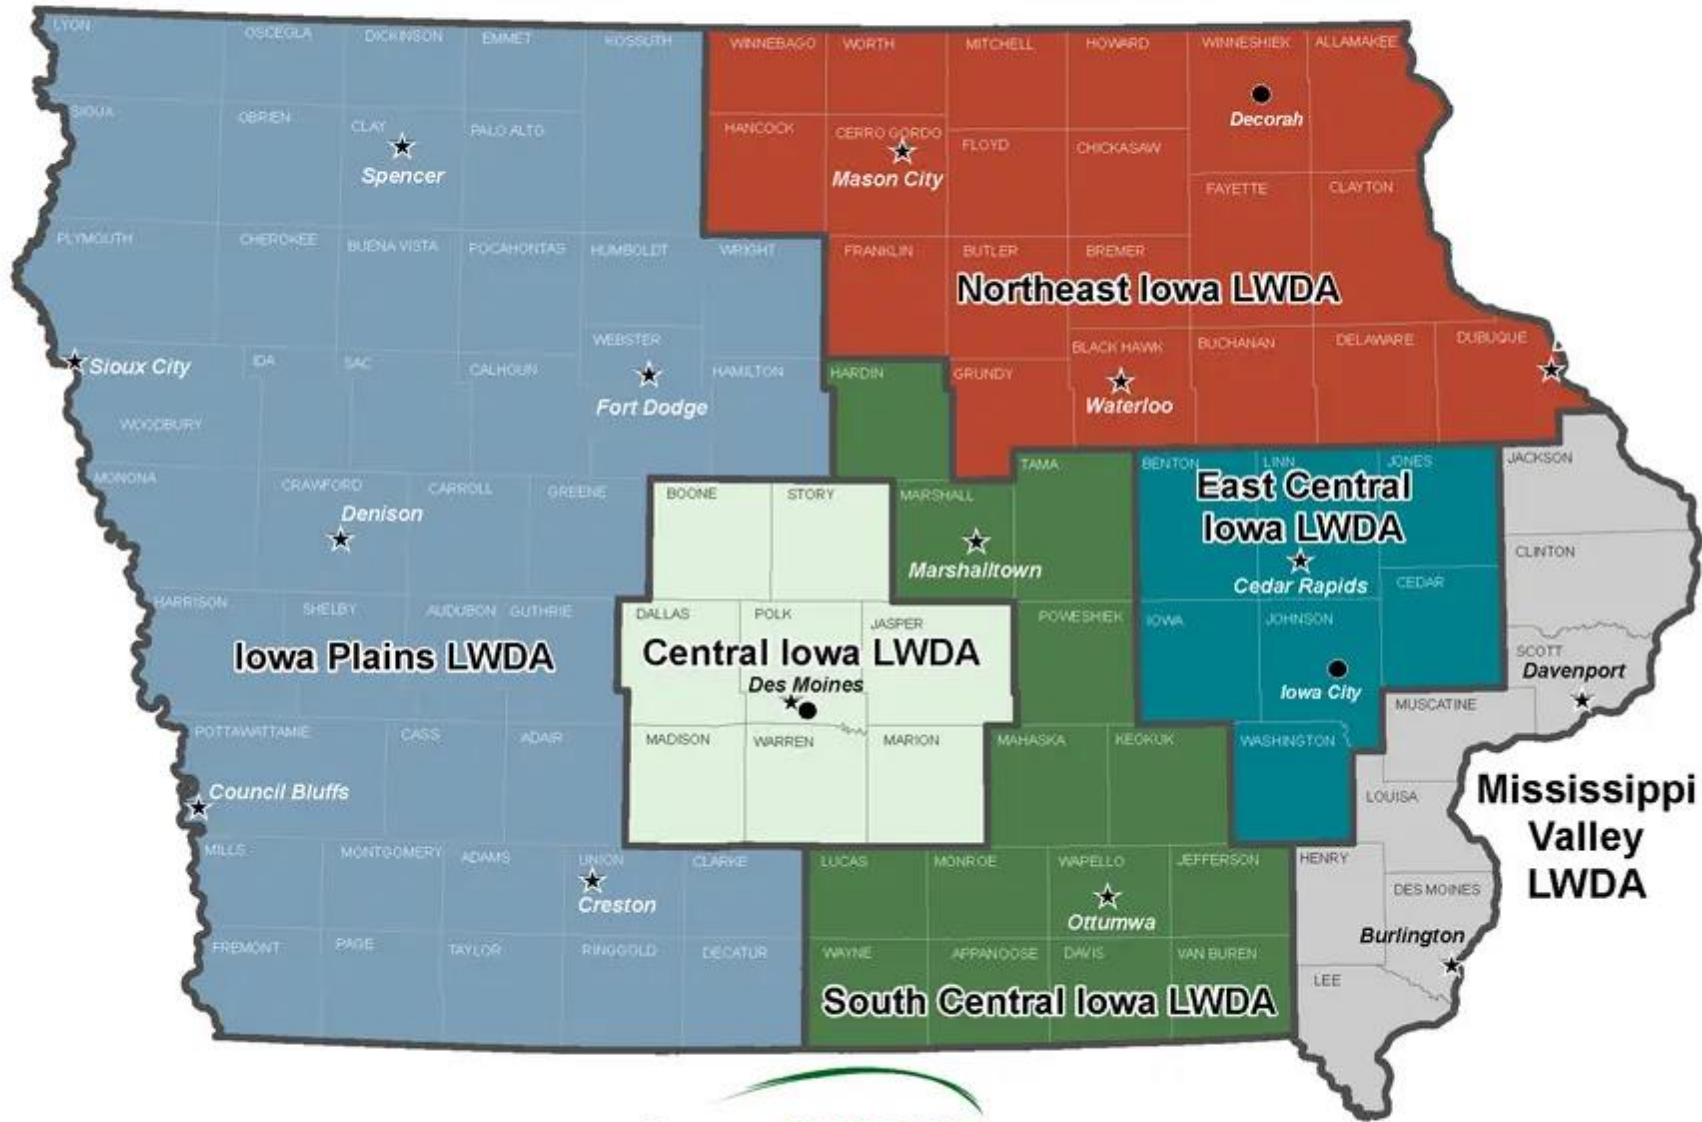 LYON
OSCEOLA
DICKINSON
EMMET
KOSSUTH
WINNEBAGO
WORTH
MITCHELL
HOWARD
WINNESHIEK
ALLAMAKEE
SIOUX
OBRIEN
CLAY
PALO ALTO
HANCOCK
CERRO GORDO
FLOYD
CHICKASAW
Decorah
Spencer
Mason City
FAYETTE
CLAYTON
PLYMOUTH
CHEROKEE
BUENA VISTA
POCAHONTAS
HUMBOLDT
WRIGHT
FRANKLIN
BUTLER
BREMER
Northeast Iowa LWDA
WEBSTER
BLACK HAWK
BUCHANAN
DELAWARE
DUBUQUE
Sioux City
IDA
SAC
CALHOUN
HAMILTON
HARDIN
GRUNDY
Fort Dodge
Waterloo
WOODBURY
MONONA
CRAWFORD
CARROLL
GREENE
BOONE
STORY
MARSHALL
TAMA
BENTON
LINN
JONES
JACKSON
East Central
Iowa LWDA
Denison
Marshalltown
Cedar Rapids
CEDAR
CLINTON
HARRISON
SHELBY
AUDUBON
GUTHRIE
DALLAS
POLK
JASPER
POWESHIEK
IOWA
JOHNSON
Iowa Plains LWDA
Central Iowa LWDA
Des Moines
Iowa City
SCOTT
Davenport
MUSCATINE
POTTAWATTAMIE
CASS
ADAIR
MADISON
WARREN
MARION
MAHASKA
KEOKUK
WASHINGTON
Council Bluffs
LOUISA
Mississippi
Valley
LWDA
MILLS
MONTGOMERY
ADAMS
UNION
CLARKE
LUCAS
MONROE
WAPELLO
JEFFERSON
HENRY
DES MOINES
Creston
Ottumwa
Burlington
FREMONT
PAGE
TAYLOR
RINGGOLD
DECATUR
WAYNE
APPANOOSE
DAVIS
VAN BUREN
LEE
South Central Iowa LWDA